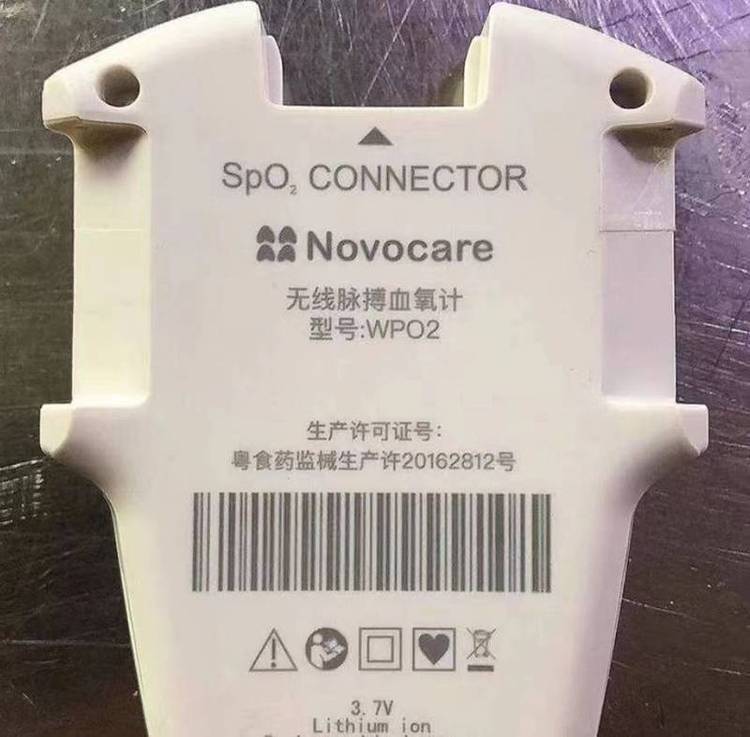 SpO₂ CONNECTOR
Novocare
无线脉搏血氧计
型号:WPO2
生产许可证号:
粤食药监械生产许20162812号
3.7V
Lithium ion